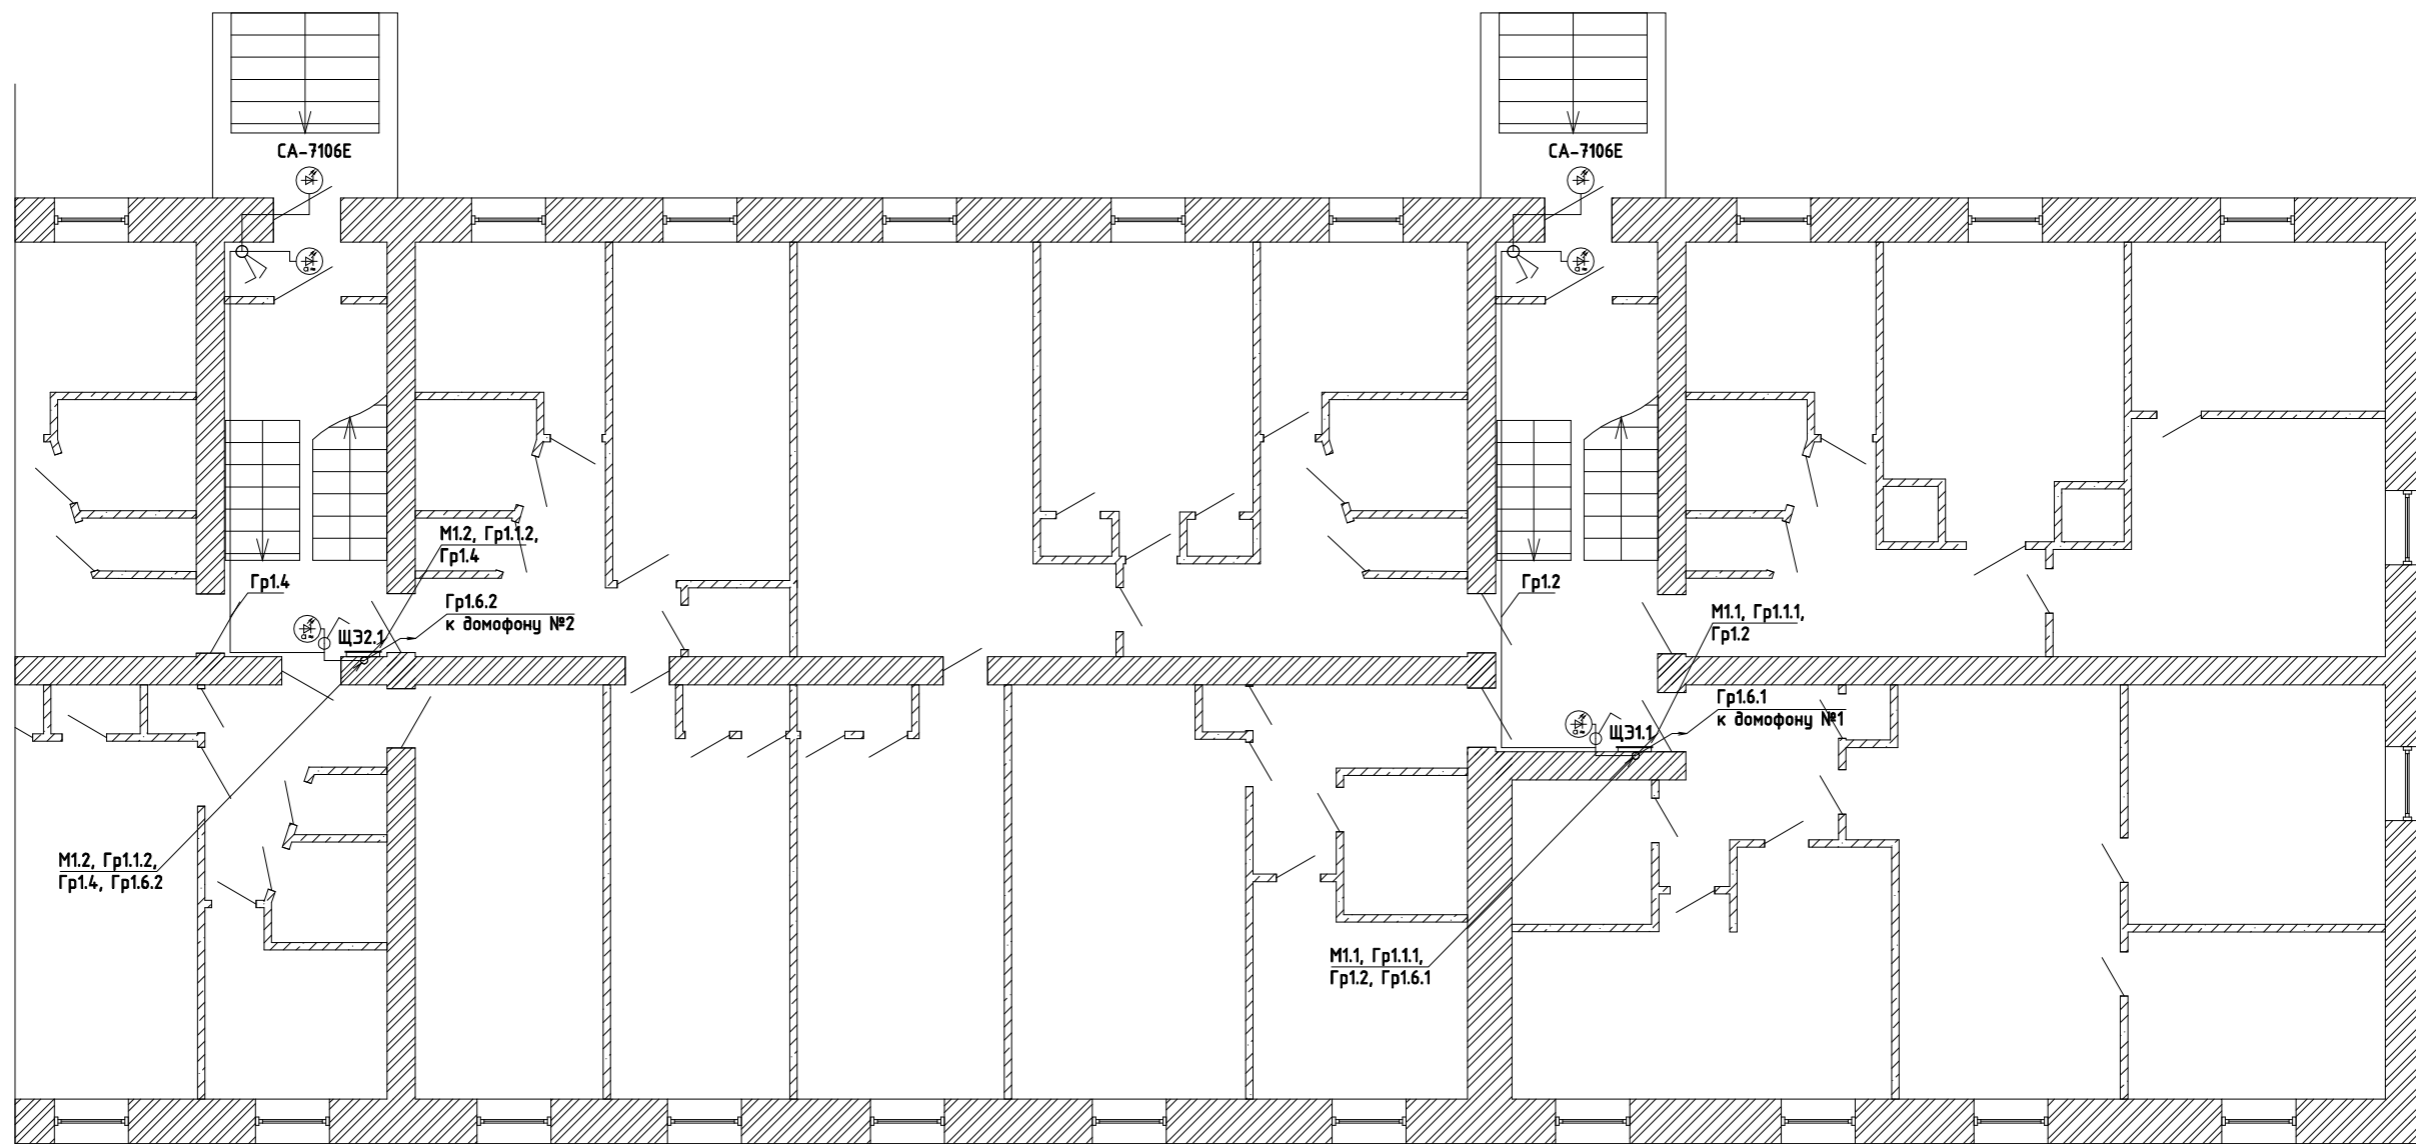 СА-7106Е
СА-7106Е
М1.2, Гр1.1.2,
Гр1.4
Гр1.4
Гр1.6.2
к домофону №2
ЩЭ2.1
Гр1.2
М1.1, Гр1.1.1,
Гр1.2
Гр1.6.1
к домофону №1
ЩЭ1.1
М1.2, Гр1.1.2,
Гр1.4, Гр1.6.2
М1.1, Гр1.1.1,
Гр1.2, Гр1.6.1